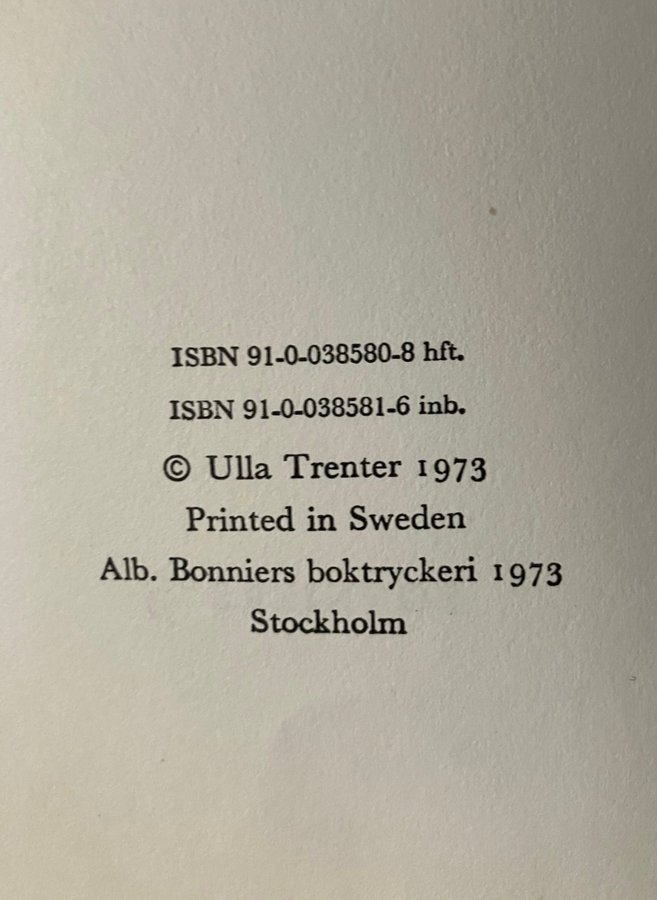 ISBN 91-0-038580-8 hft.
ISBN 91-0-038581-6 inb.
© Ulla Trenter 1973
Printed in Sweden
Alb. Bonniers boktryckeri 1973
Stockholm